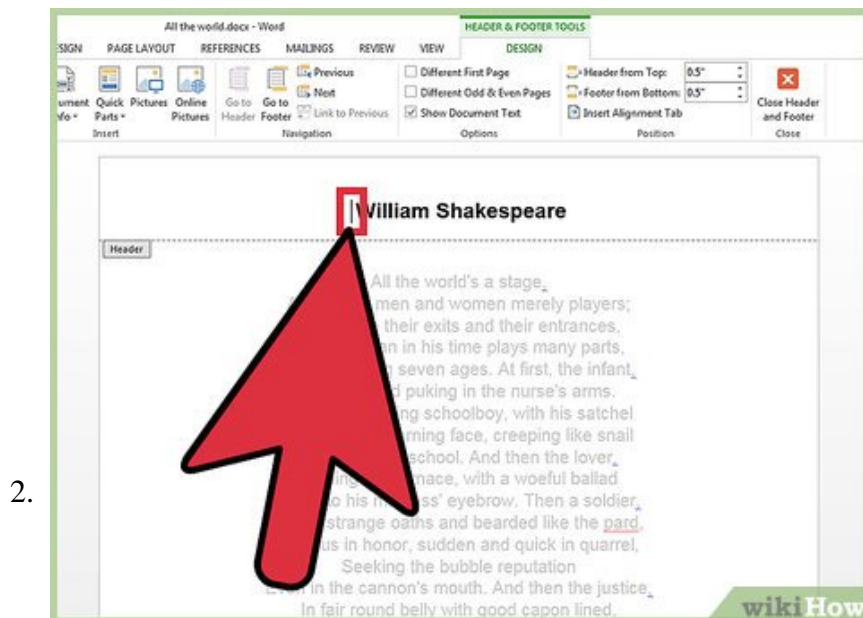 All the world.docx - Word
HEADER & FOOTER TOOLS
SIGN PAGE LAYOUT REFERENCES MAILINGS REVIEW VIEW DESIGN
ument Quick Pictures Online Go to Go to
nfo Parts Pictures Header Footer
Previous
Next
Link to Previous
Different First Page
Different Odd & Even Pages
Show Document Text
Header from Top: 0.5"
Footer from Bottom: 0.5"
Insert Alignment Tab
Close Header
and Footer
Insert Navigation Options Position Close
William Shakespeare
Header
All the world's a stage,
men and women merely players;
their exits and their entrances,
in his time plays many parts,
seven ages. At first, the infant,
puking in the nurse's arms.
schoolboy, with his satchel
face, creeping like snail
school. And then the lover,
with a woeful ballad
to his eyebrow. Then a soldier,
strange oaths and bearded like the pard,
in honor, sudden and quick in quarrel,
Seeking the bubble reputation
in the cannon's mouth. And then the justice,
In fair round belly with good capon lined,
2.
wikiHow